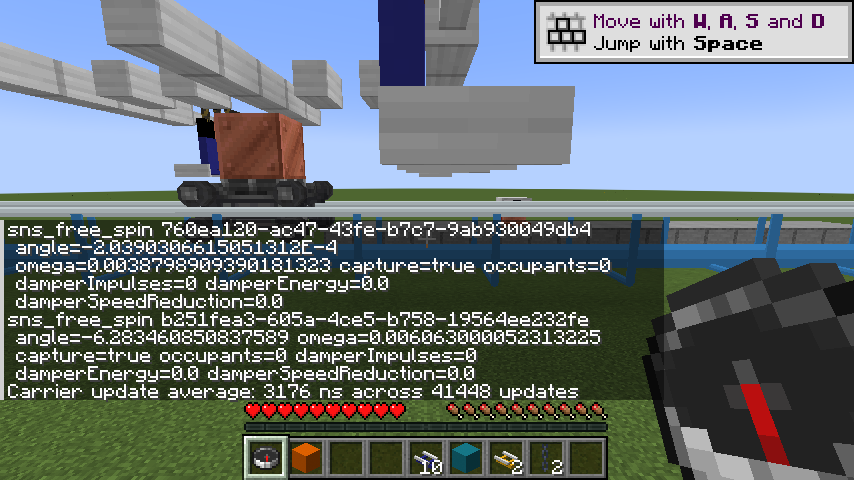 Move with W, A, S and D
Jump with Space
sns_free_spin 760ea120-ac47-43fe-b7c7-9ab930049db4
angle=-2.0390306615051312E-4
omega=0.00387989093901813​23 capture=true occupants=0
damperImpulses=0 damperEnergy=0.0
damperSpeedReduction=0.0
sns_free_spin b251fea3-605a-4ce5-b758-19564ee232fe
angle=-6.283460850837589 omega=0.006063000052313225
capture=true occupants=0 damperImpulses=0
damperEnergy=0.0 damperSpeedReduction=0.0
Carrier update average: 3176 ns across 41448 updates
10
2
2